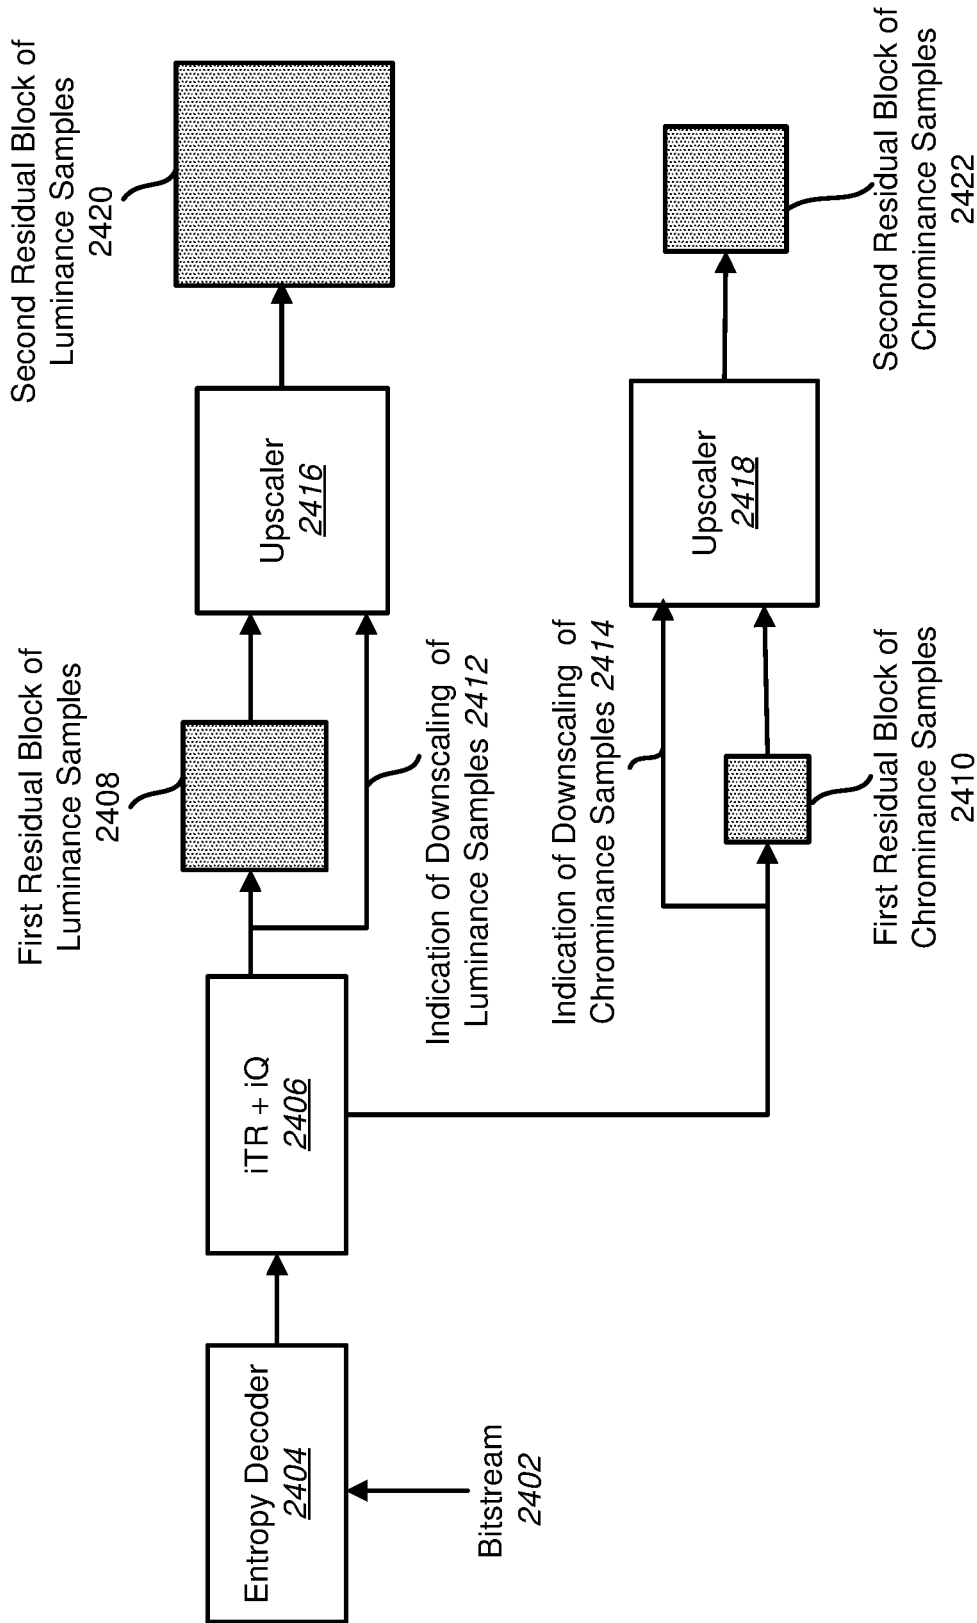 Bitstream
2402
Entropy Decoder
2404
iTR + iQ
2406
First Residual Block of
Luminance Samples
2408
Indication of Downscaling of
Luminance Samples 2412
Upscaler
2416
Second Residual Block of
Luminance Samples
2420
Indication of Downscaling of
Chrominance Samples 2414
First Residual Block of
Chrominance Samples
2410
Upscaler
2418
Second Residual Block of
Chrominance Samples
2422